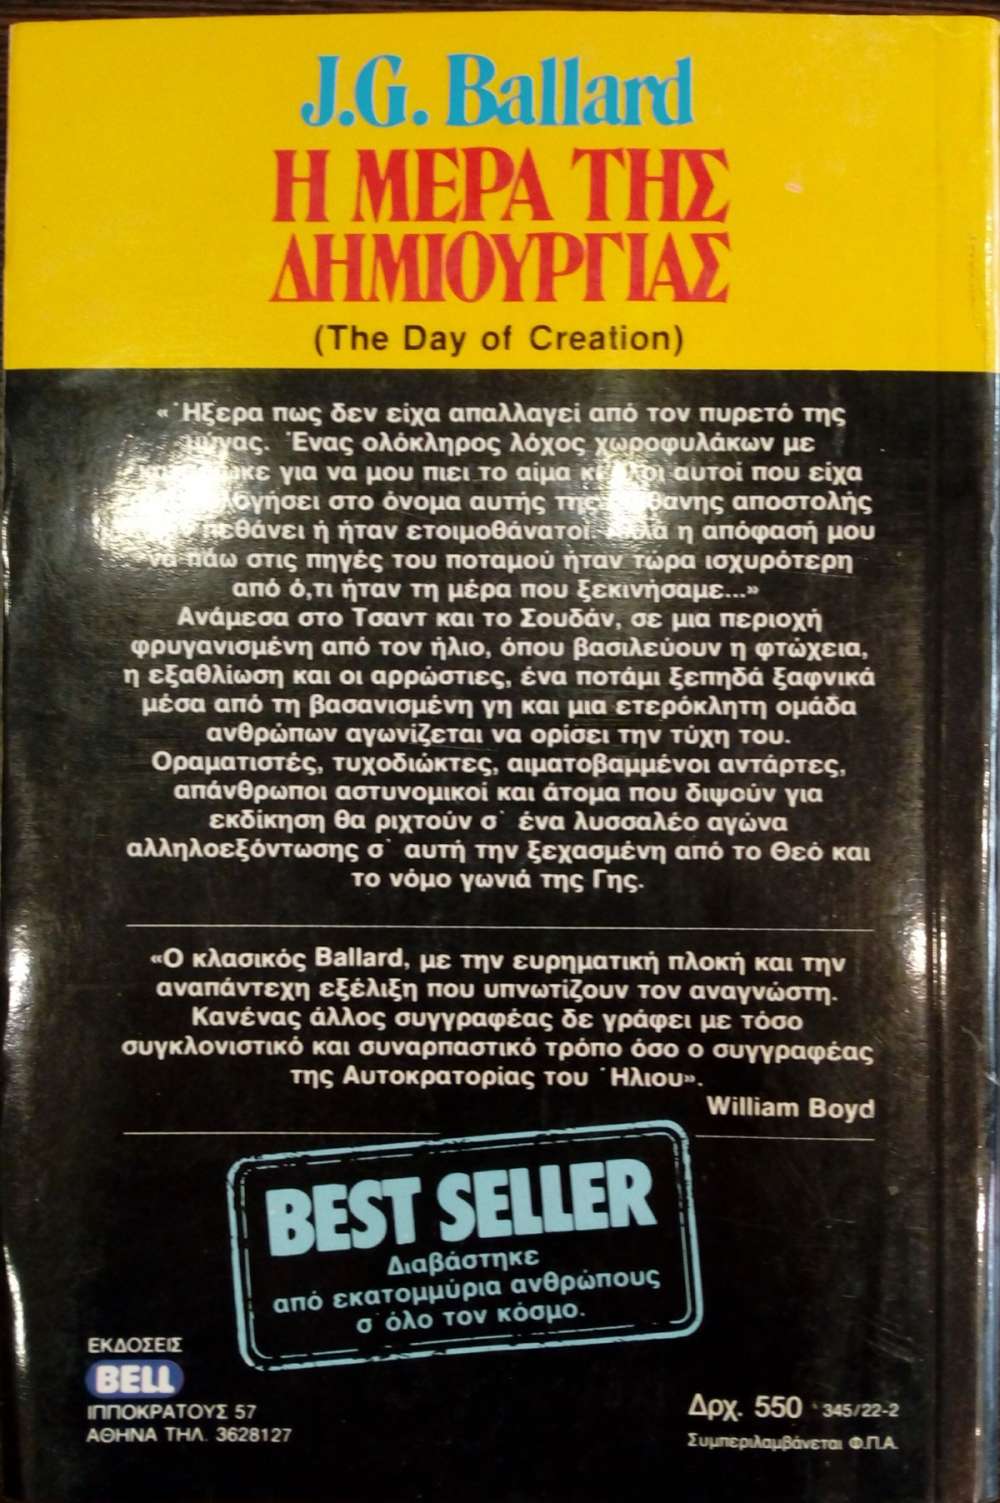 J.G. Ballard
Η ΜΕΡΑ ΤΗΣ
ΔΗΜΙΟΥΡΓΙΑΣ
(The Day of Creation)
«Ήξερα πως δεν είχα απαλλαγεί από τον πυρετό της
Ένας ολόκληρος λόχος χωροφυλάκων με
για να μου πιει το αίμα κι όλοι αυτοί που είχα
στο όνομα αυτής της αποστολής
πεθάνει ή ήταν ετοιμοθάνατοι. Αλλά η απόφασή μου
να πάω στις πηγές του ποταμού ήταν τώρα ισχυρότερη
από ό,τι ήταν τη μέρα που ξεκινήσαμε...»
Ανάμεσα στο Τσαντ και το Σουδάν, σε μια περιοχή
φρυγανισμένη από τον ήλιο, όπου βασιλεύουν η φτώχεια,
η εξαθλίωση και οι αρρώστιες, ένα ποτάμι ξεπηδά ξαφνικά
μέσα από τη βασανισμένη γη και μια ετερόκλητη ομάδα
ανθρώπων αγωνίζεται να ορίσει την τύχη του.
Οραματιστές, τυχοδιώκτες, αιματοβαμμένοι αντάρτες,
απάνθρωποι αστυνομικοί και άτομα που διψούν για
εκδίκηση θα ριχτούν σ' ένα λυσσαλέο αγώνα
αλληλοεξόντωσης σ' αυτή την ξεχασμένη από το Θεό και
το νόμο γωνιά της Γης.
«Ο κλασικός Ballard, με την ευρηματική πλοκή και την
αναπάντεχη εξέλιξη που υπνωτίζουν τον αναγνώστη.
Κανένας άλλος συγγραφέας δε γράφει με τόσο
συγκλονιστικό και συναρπαστικό τρόπο όσο ο συγγραφέας
της Αυτοκρατορίας του Ήλιου».
William Boyd
BEST SELLER
Διαβάστηκε
από εκατομμύρια ανθρώπους
σ' όλο τον κόσμο.
ΕΚΔΟΣΕΙΣ
BELL
ΙΠΠΟΚΡΑΤΟΥΣ 57
ΑΘΗΝΑ ΤΗΛ. 3628127
Δρχ. 550 345/22-2
Συμπεριλαμβάνεται Φ.Π.Α.